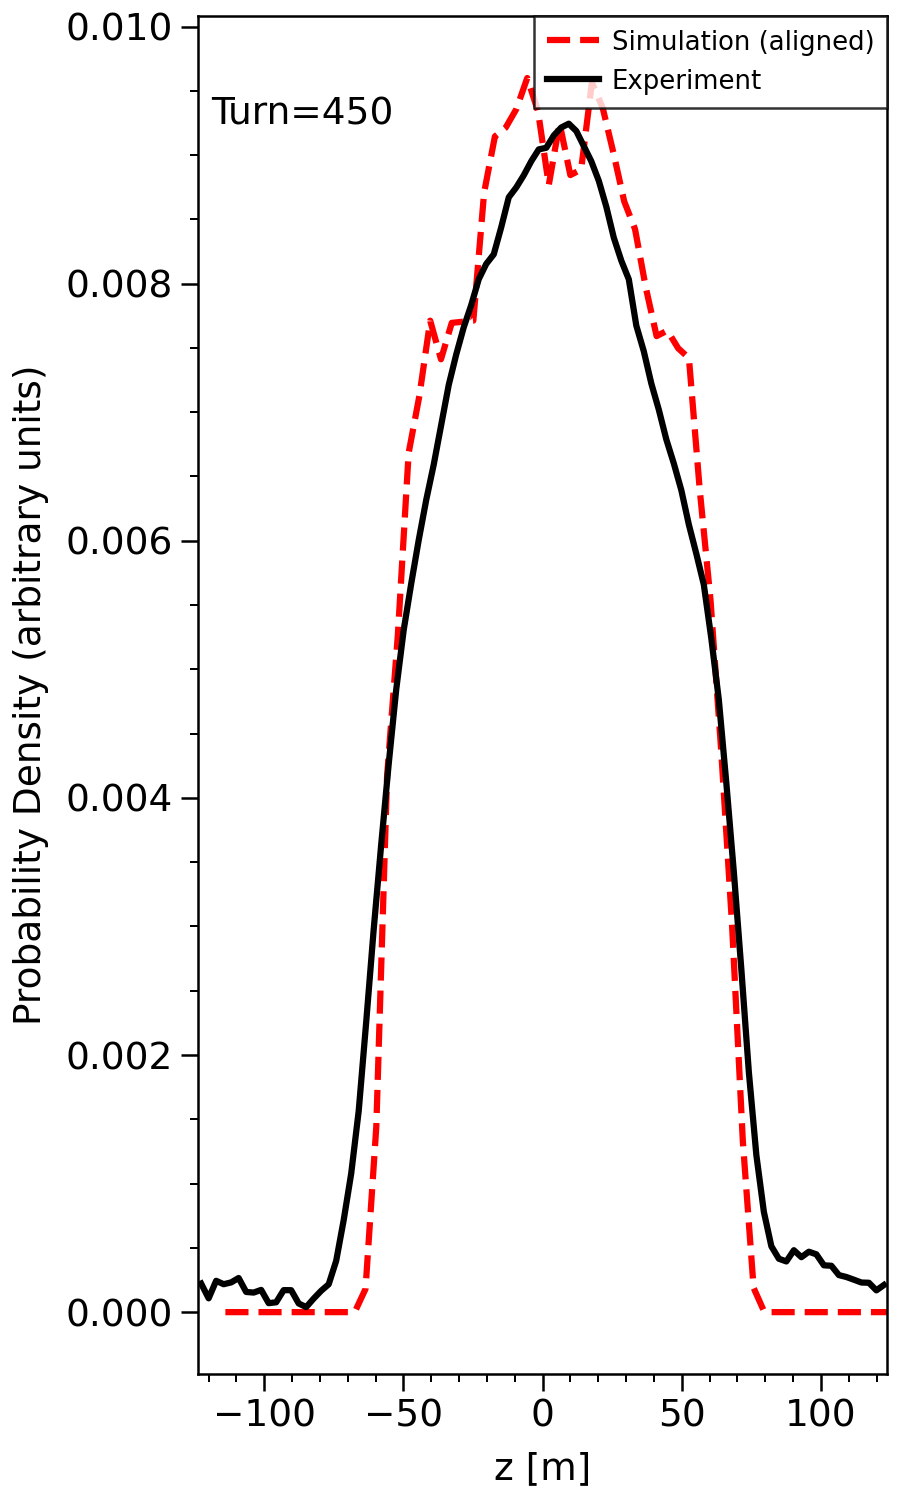 0.010
0.008
0.006
0.004
0.002
0.000
Probability Density (arbitrary units)
Turn=450
Simulation (aligned)
Experiment
−100
−50
0
50
100
z [m]